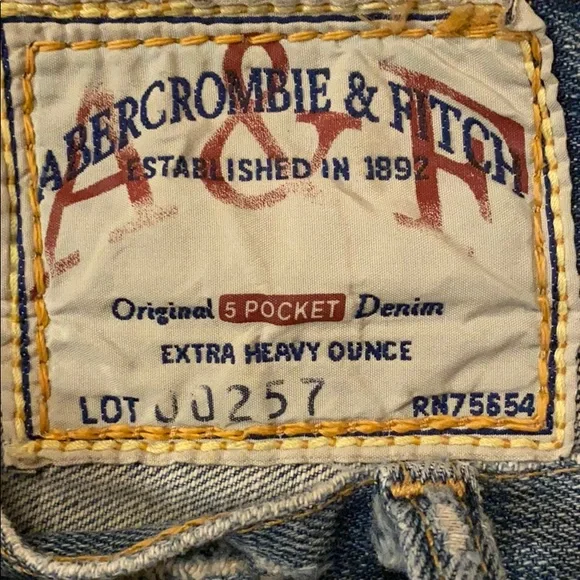 A & F
ABERCROMBIE & FITCH
ESTABLISHED IN 1892
Original 5 POCKET Denim
EXTRA HEAVY OUNCE
LOT 00257 RN75654